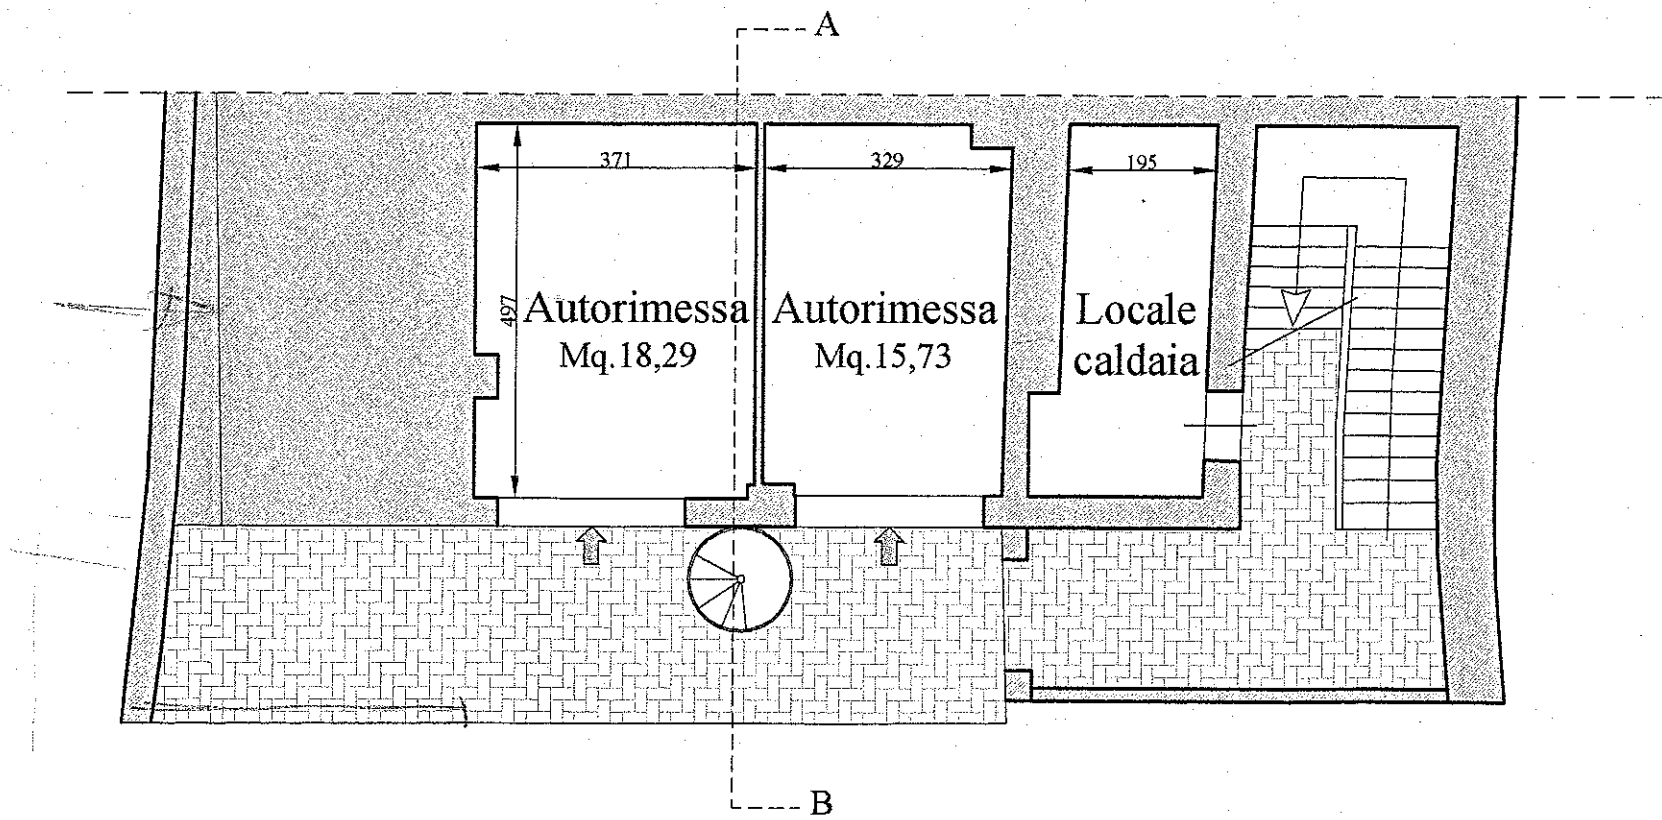 A
371
329
195
497
Autorimessa
Mq.18,29
Autorimessa
Mq.15,73
Locale
caldaia
B